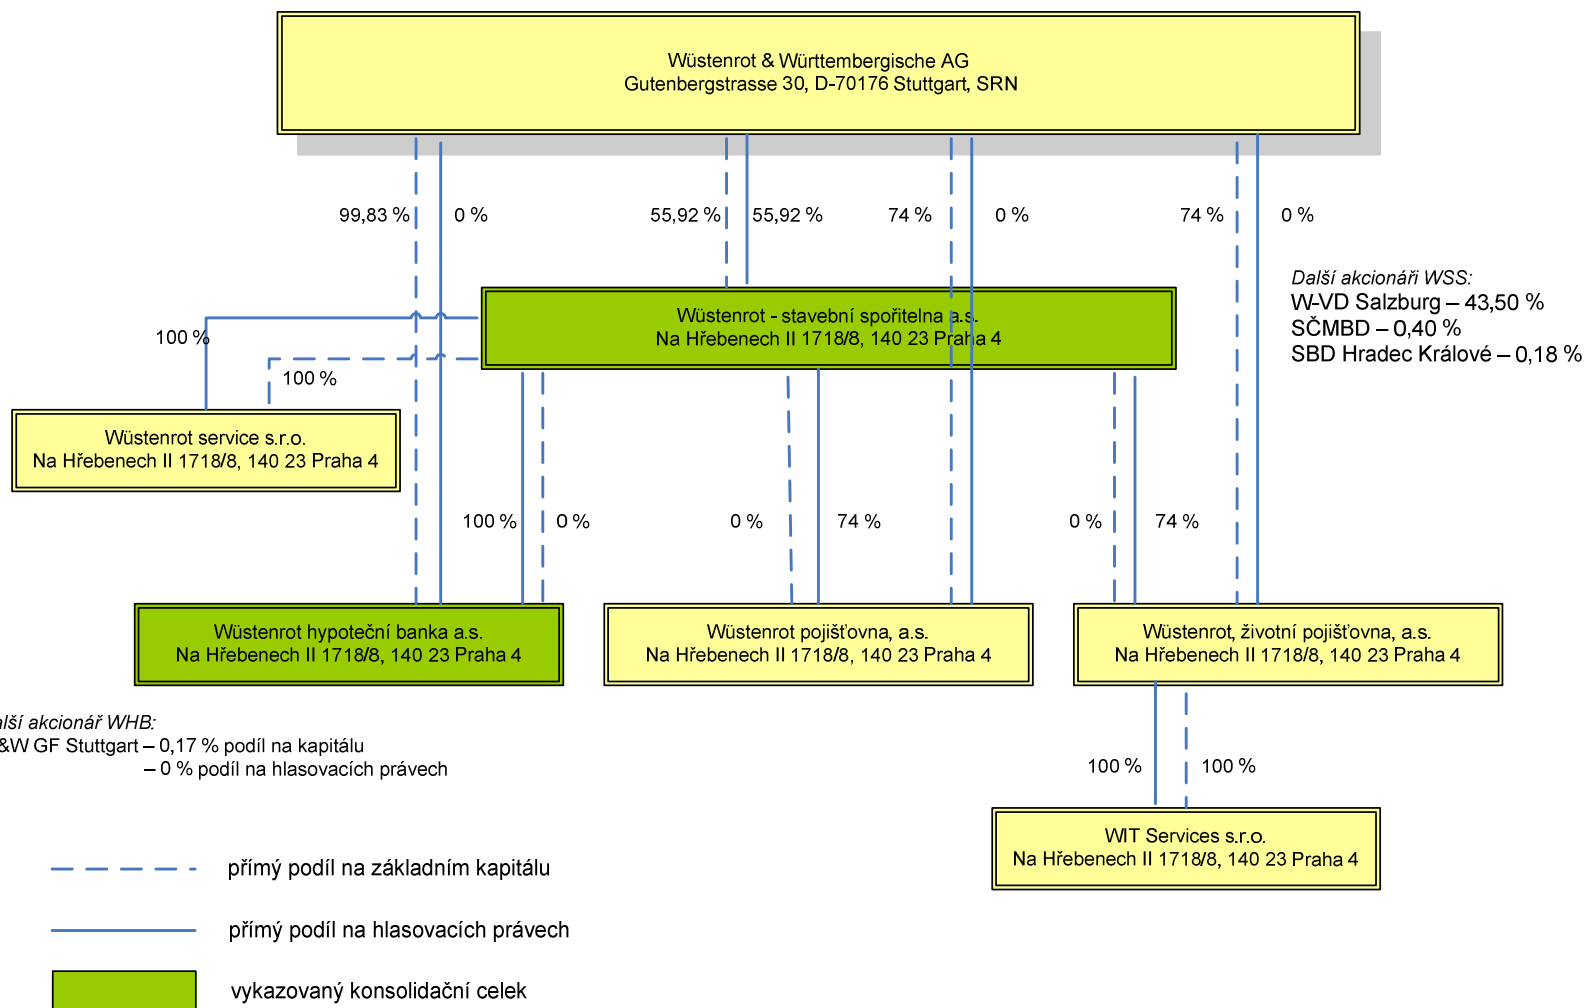 Wüstenrot & Württembergische AG
Gutenbergstrasse 30, D-70176 Stuttgart, SRN
99,83 %
0 %
55,92 %
55,92 %
74 %
0 %
74 %
0 %
Další akcionáři WSS:
W-VD Salzburg – 43,50 %
SČMBD – 0,40 %
SBD Hradec Králové – 0,18 %
Wüstenrot - stavební spořitelna a.s.
Na Hřebenech II 1718/8, 140 23 Praha 4
100 %
100 %
Wüstenrot service s.r.o.
Na Hřebenech II 1718/8, 140 23 Praha 4
100 %
0 %
0 %
74 %
0 %
74 %
Wüstenrot hypoteční banka a.s.
Na Hřebenech II 1718/8, 140 23 Praha 4
Wüstenrot pojišťovna, a.s.
Na Hřebenech II 1718/8, 140 23 Praha 4
Wüstenrot, životní pojišťovna, a.s.
Na Hřebenech II 1718/8, 140 23 Praha 4
alší akcionář WHB:
&W GF Stuttgart – 0,17 % podíl na kapitálu
– 0 % podíl na hlasovacích právech
100 %
100 %
WIT Services s.r.o.
Na Hřebenech II 1718/8, 140 23 Praha 4
přímý podíl na základním kapitálu
přímý podíl na hlasovacích právech
vykazovaný konsolidační celek